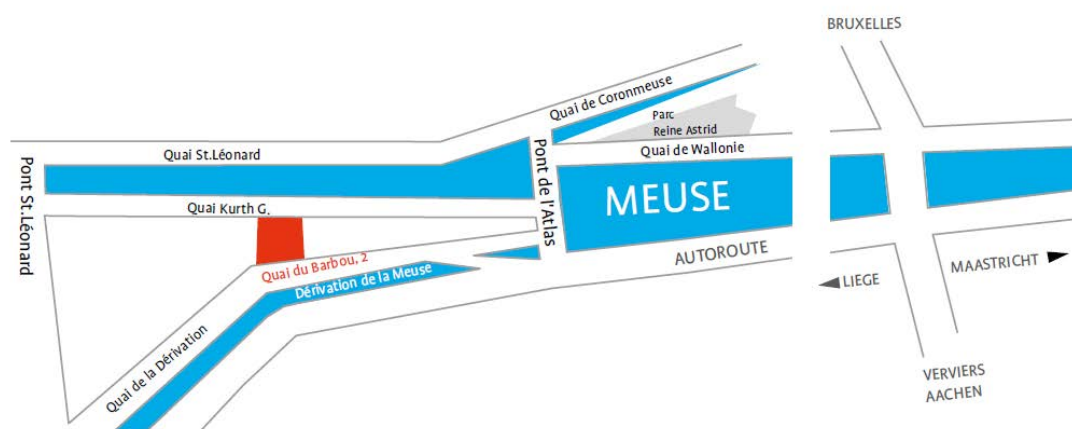 BRUXELLES
Quai de Coronmeuse
Parc
Reine Astrid
Quai St.Léonard
Quai de Wallonie
Pont St.Léonard
Pont de l'Atlas
MEUSE
Quai Kurth G.
Quai du Barbou, 2
Dérivation de la Meuse
AUTOROUTE
MAASTRICHT
LIEGE
Quai de la Dérivation
VERVIERS
AACHEN